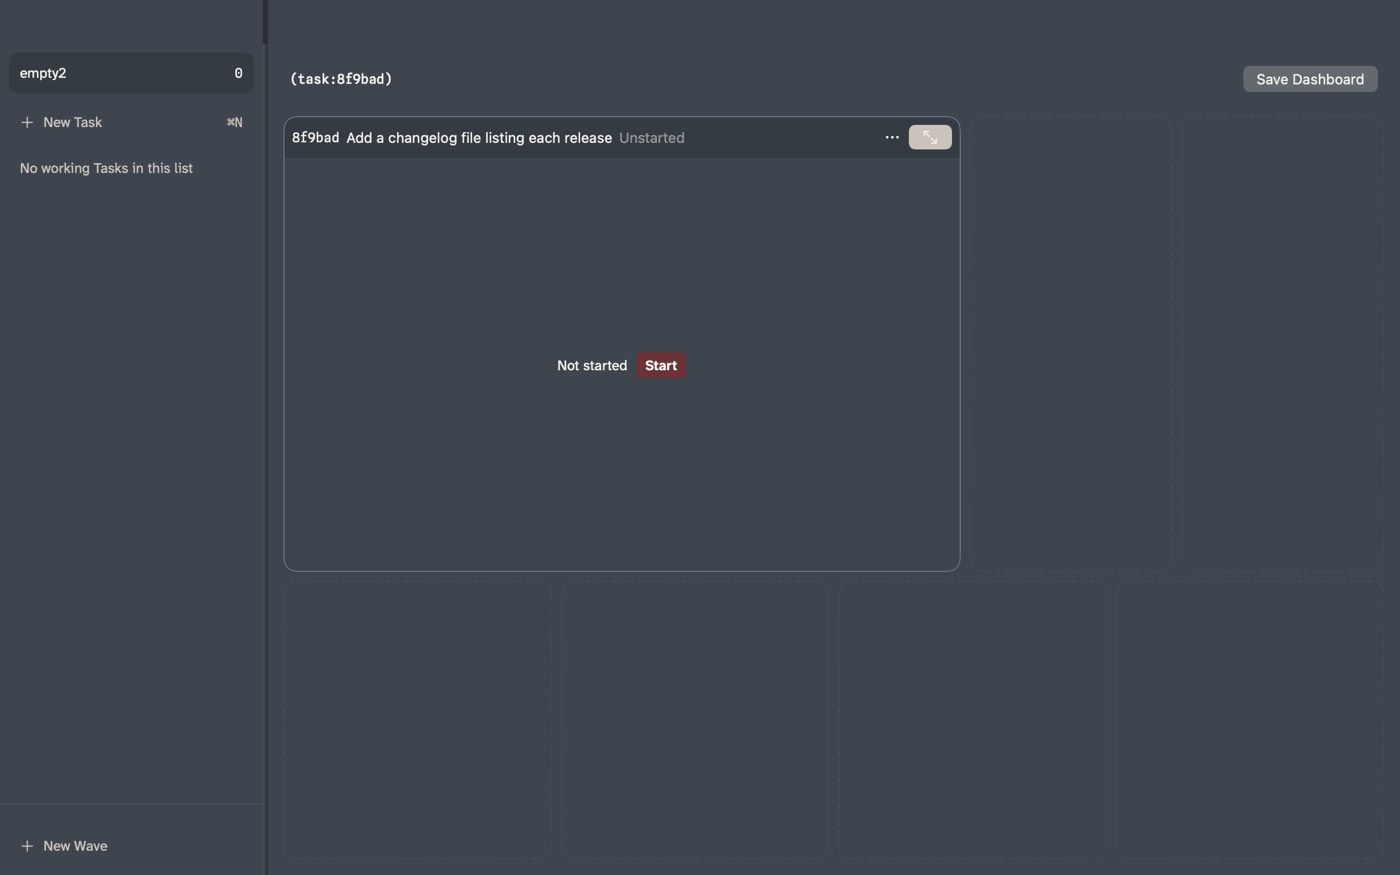 empty2 0
New Task ⌘N
No working Tasks in this list
New Wave
(task:8f9bad)
Save Dashboard
8f9bad Add a changelog file listing each release Unstarted ···
Not started Start